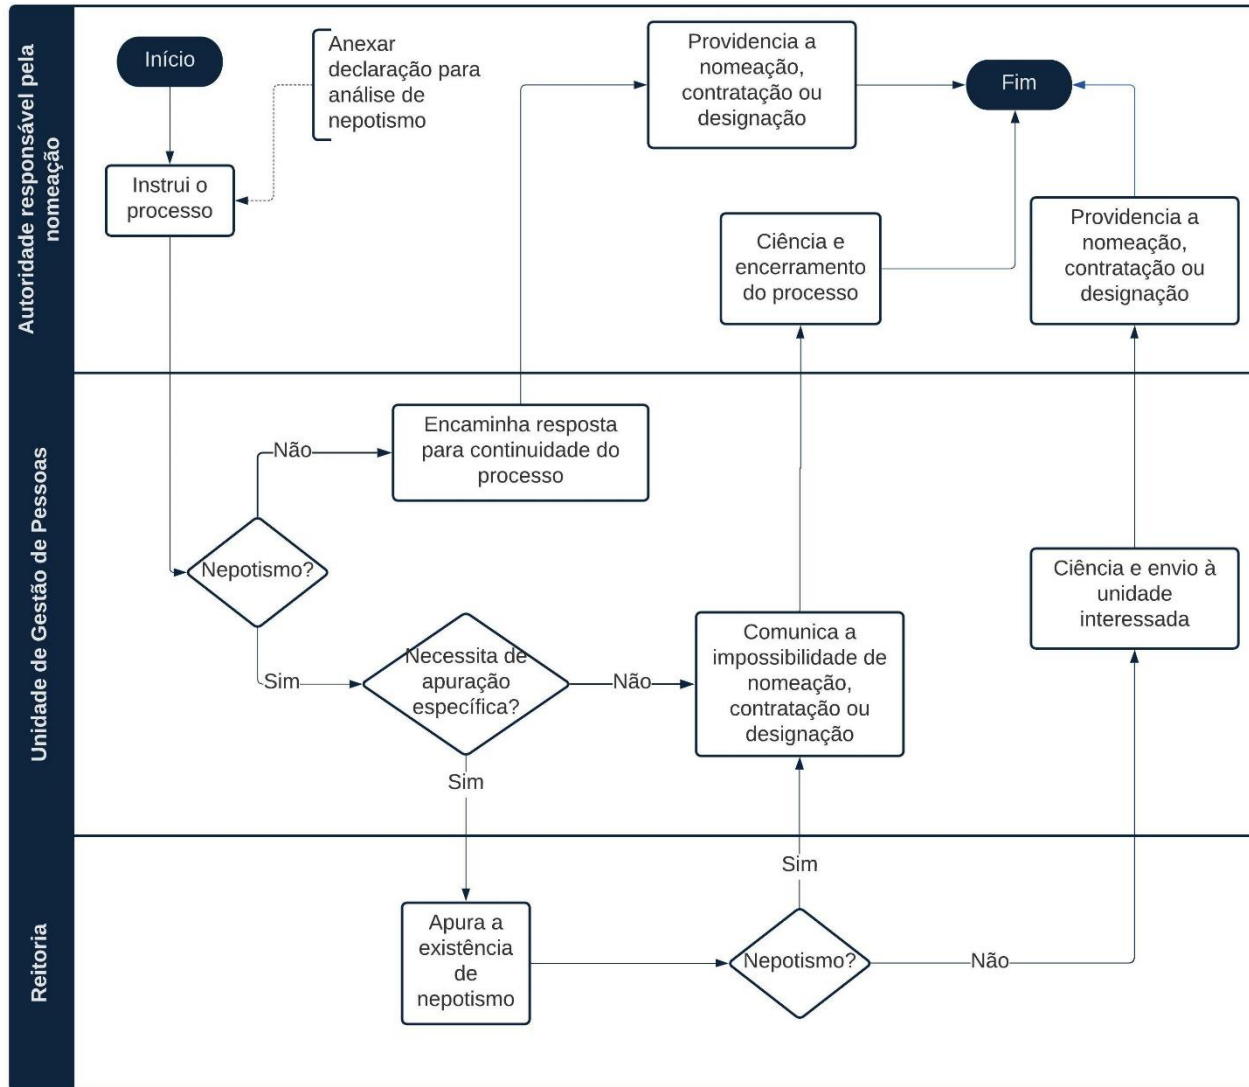 Autoridade responsável pela
nomeação
Início
Anexar
declaração para
análise de
nepotismo
Instrui o
processo
Providencia a
nomeação,
contratação ou
designação
Fim
Ciência e
encerramento
do processo
Providencia a
nomeação,
contratação ou
designação
Unidade de Gestão de Pessoas
Não
Encaminha resposta
para continuidade do
processo
Nepotismo?
Sim
Necessita de
apuração
específica?
Não
Sim
Comunica a
impossibilidade de
nomeação,
contratação ou
designação
Ciência e envio à
unidade
interessada
Reitoria
Apura a
existência
de
nepotismo
Sim
Nepotismo?
Não